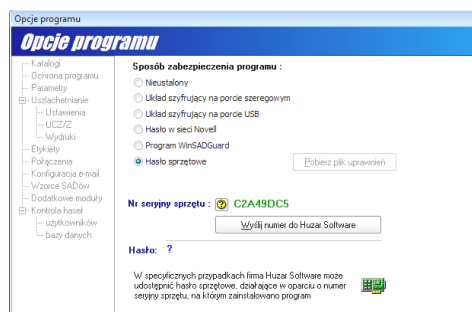 Opcje programu
Opcje programu
Katalogi
Ochrona programu
Parametry
Uszlachetnianie
Ustawienia
UCZ/Z
Wydruki
Etykiety
Połączenia
Konfiguracja e-mail
Wzorce SADów
Dodatkowe moduły
Kontrola haseł
użytkowników
bazy danych
Sposób zabezpieczenia programu :
Nieustalony
Układ szyfrujący na porcie szeregowym
Układ szyfrujący na porcie USB
Hasło w sieci Novell
Program WinSADGuard
Hasło sprzętowe
Pobierz plik uprawnień
Nr seryjny sprzętu : ? C2A49DC5
Wyślij numer do Huzar Software
Hasło: ?
W specyficznych przypadkach firma Huzar Software może
udostępnić hasło sprzętowe, działające w oparciu o numer
seryjny sprzętu, na którym zainstalowano program